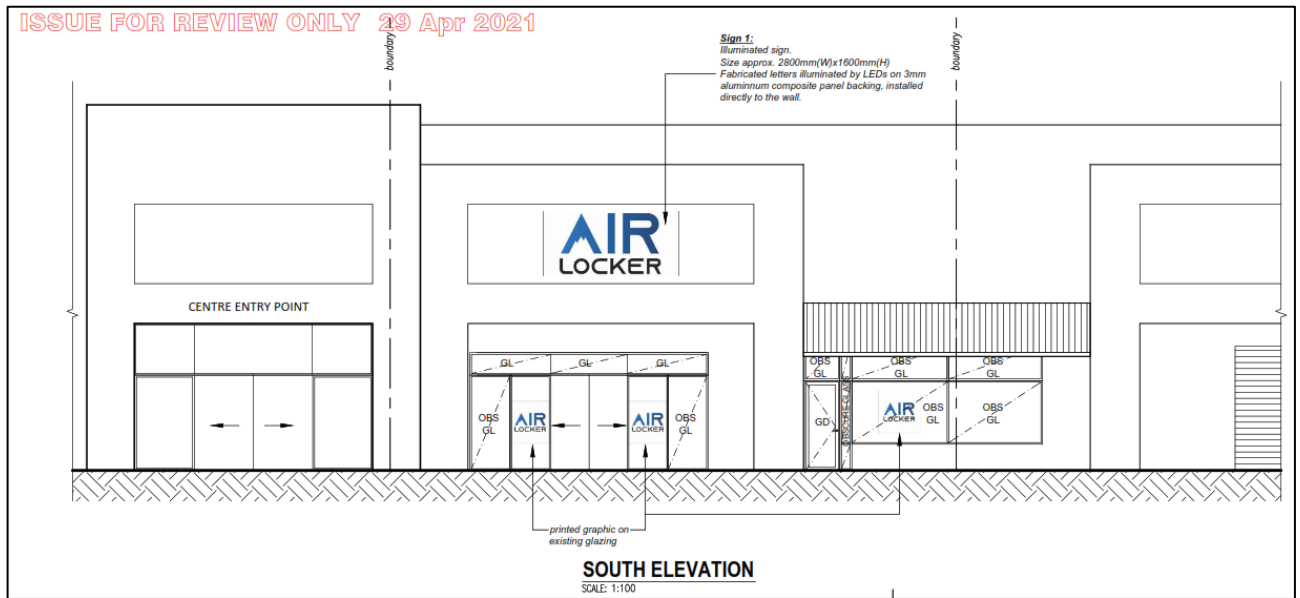 ISSUE FOR REVIEW ONLY 29 Apr 2021
boundary
boundary
Sign 1:
Illuminated sign.
Size approx. 2800mm(W)x1600mm(H)
Fabricated letters illuminated by LEDs on 3mm
aluminnum composite panel backing, installed
directly to the wall.
AIR
LOCKER
CENTRE ENTRY POINT
GL
GL
GL
OBS
GL
AIR
LOCKER
AIR
LOCKER
OBS
GL
OBS
GL
OBS
GL
OBS
GL
GD
OBSCURE GLASS
AIR
LOCKER
OBS
GL
OBS
GL
printed graphic on
existing glazing
SOUTH ELEVATION
SCALE: 1:100